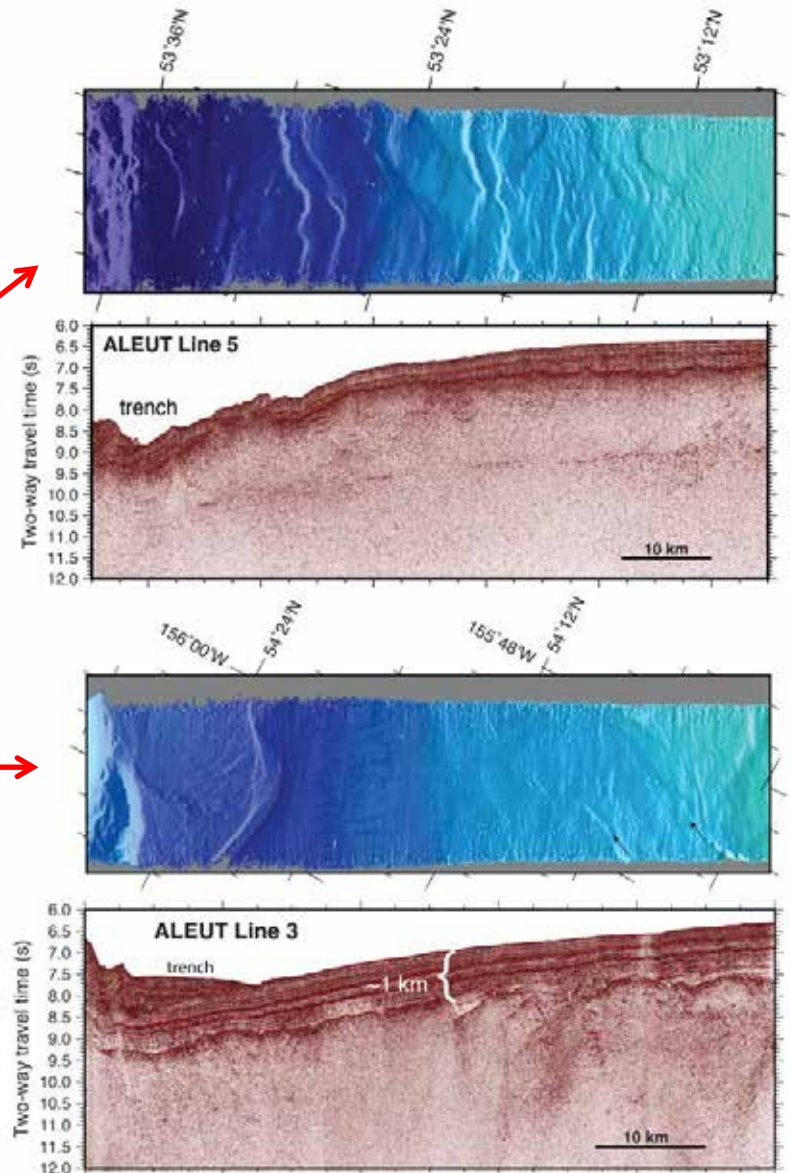 53°36'N 53°24'N 53°12'N
ALEUT Line 5
trench
Two-way travel time (s)
6.0
6.5
7.0
7.5
8.0
8.5
9.0
9.5
10.0
10.5
11.0
11.5
12.0
10 km
156°00'W 54°24'N 155°48'W 54°12'N
ALEUT Line 3
trench
~1 km
Two-way travel time (s)
6.0
6.5
7.0
7.5
8.0
8.5
9.0
9.5
10.0
10.5
11.0
11.5
12.0
10 km